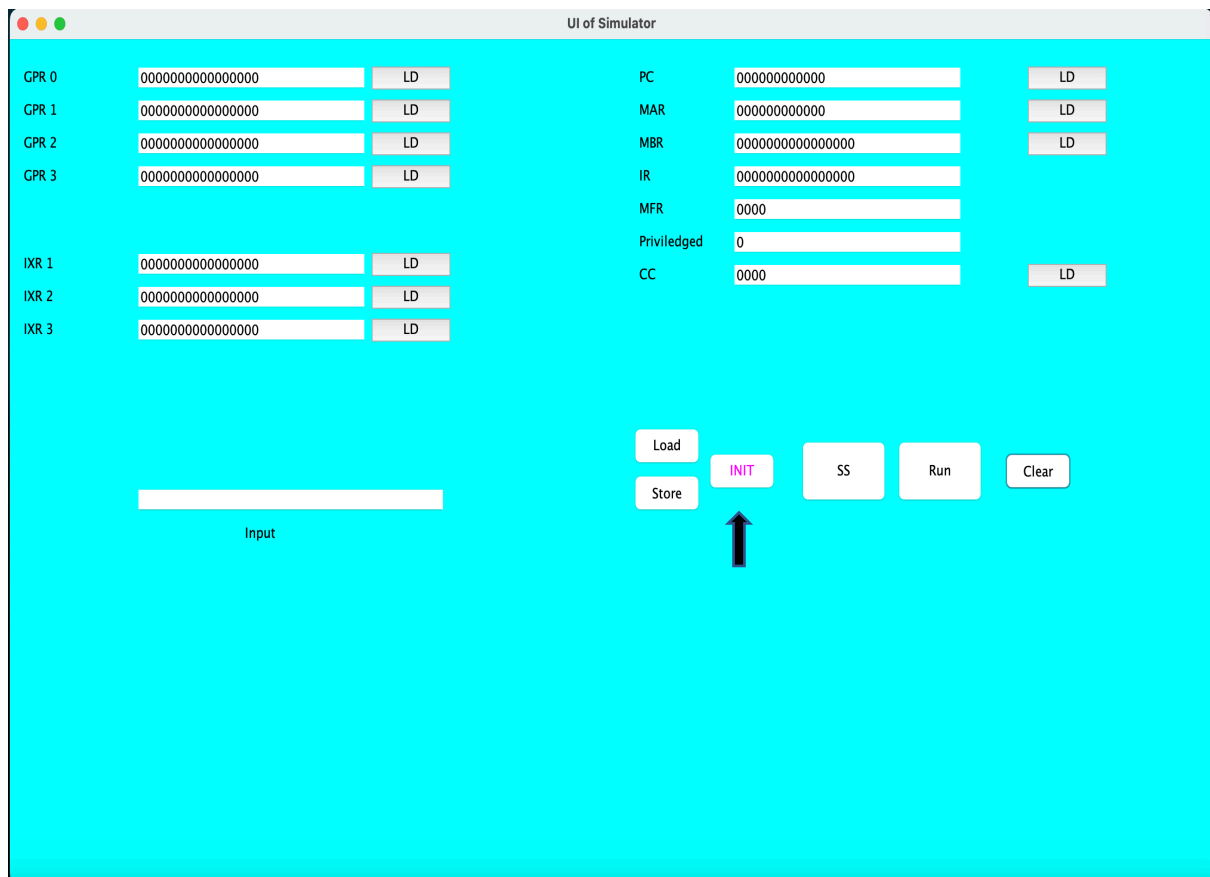 UI of Simulator
GPR 0 0000000000000000 LD
GPR 1 0000000000000000 LD
GPR 2 0000000000000000 LD
GPR 3 0000000000000000 LD
IXR 1 0000000000000000 LD
IXR 2 0000000000000000 LD
IXR 3 0000000000000000 LD
Input
PC 000000000000 LD
MAR 000000000000 LD
MBR 0000000000000000 LD
IR 0000000000000000
MFR 0000
Priviledged 0
CC 0000 LD
Load
Store
INIT SS Run Clear